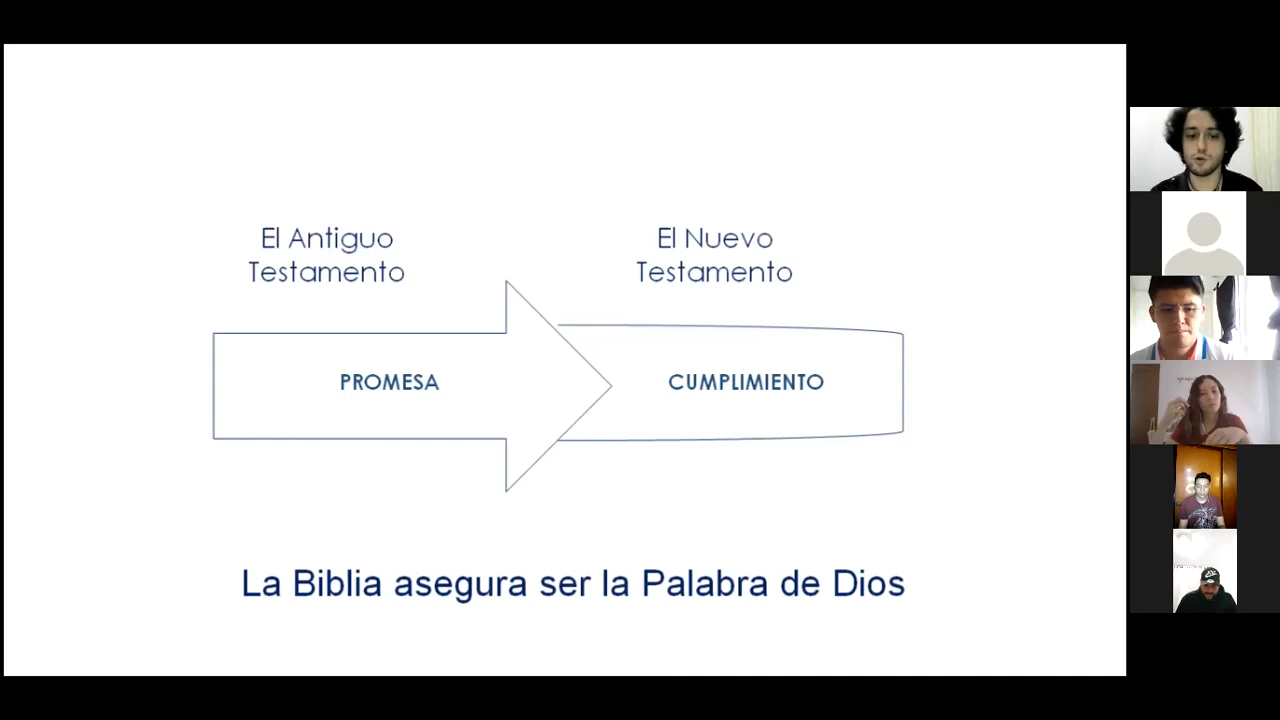 El Antiguo
Testamento
El Nuevo
Testamento
PROMESA
CUMPLIMIENTO
La Biblia asegura ser la Palabra de Dios